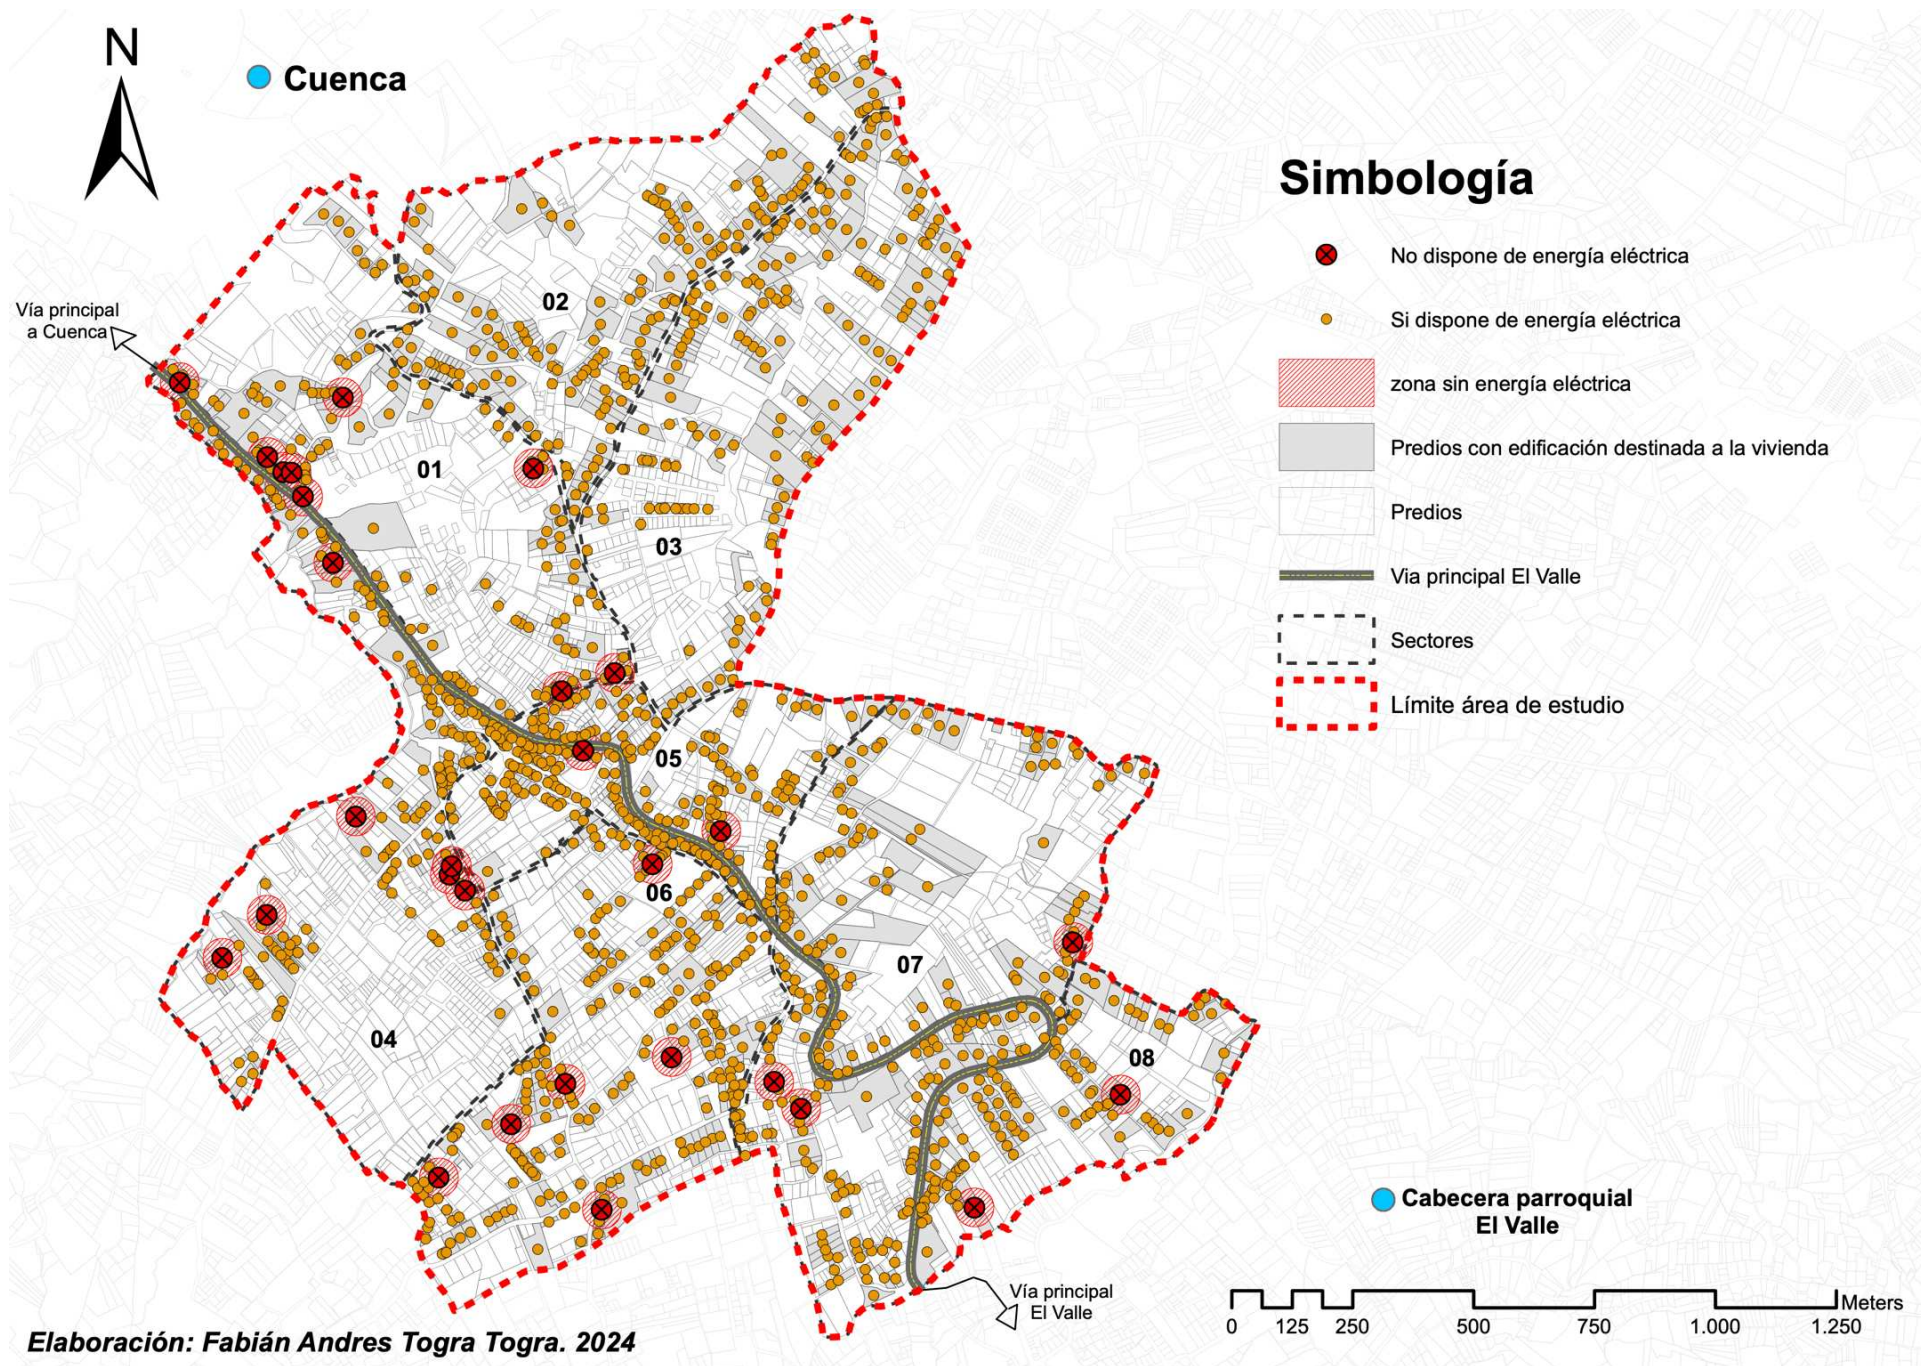 N
Cuenca
Simbología
No dispone de energía eléctrica
Si dispone de energía eléctrica
zona sin energía eléctrica
Predios con edificación destinada a la vivienda
Predios
Via principal El Valle
Sectores
Límite área de estudio
Vía principal
a Cuenca
02
01
03
05
06
07
04
08
Cabecera parroquial
El Valle
Vía principal
El Valle
Meters
0 125 250 500 750 1.000 1.250
Elaboración: Fabián Andres Togra Togra. 2024